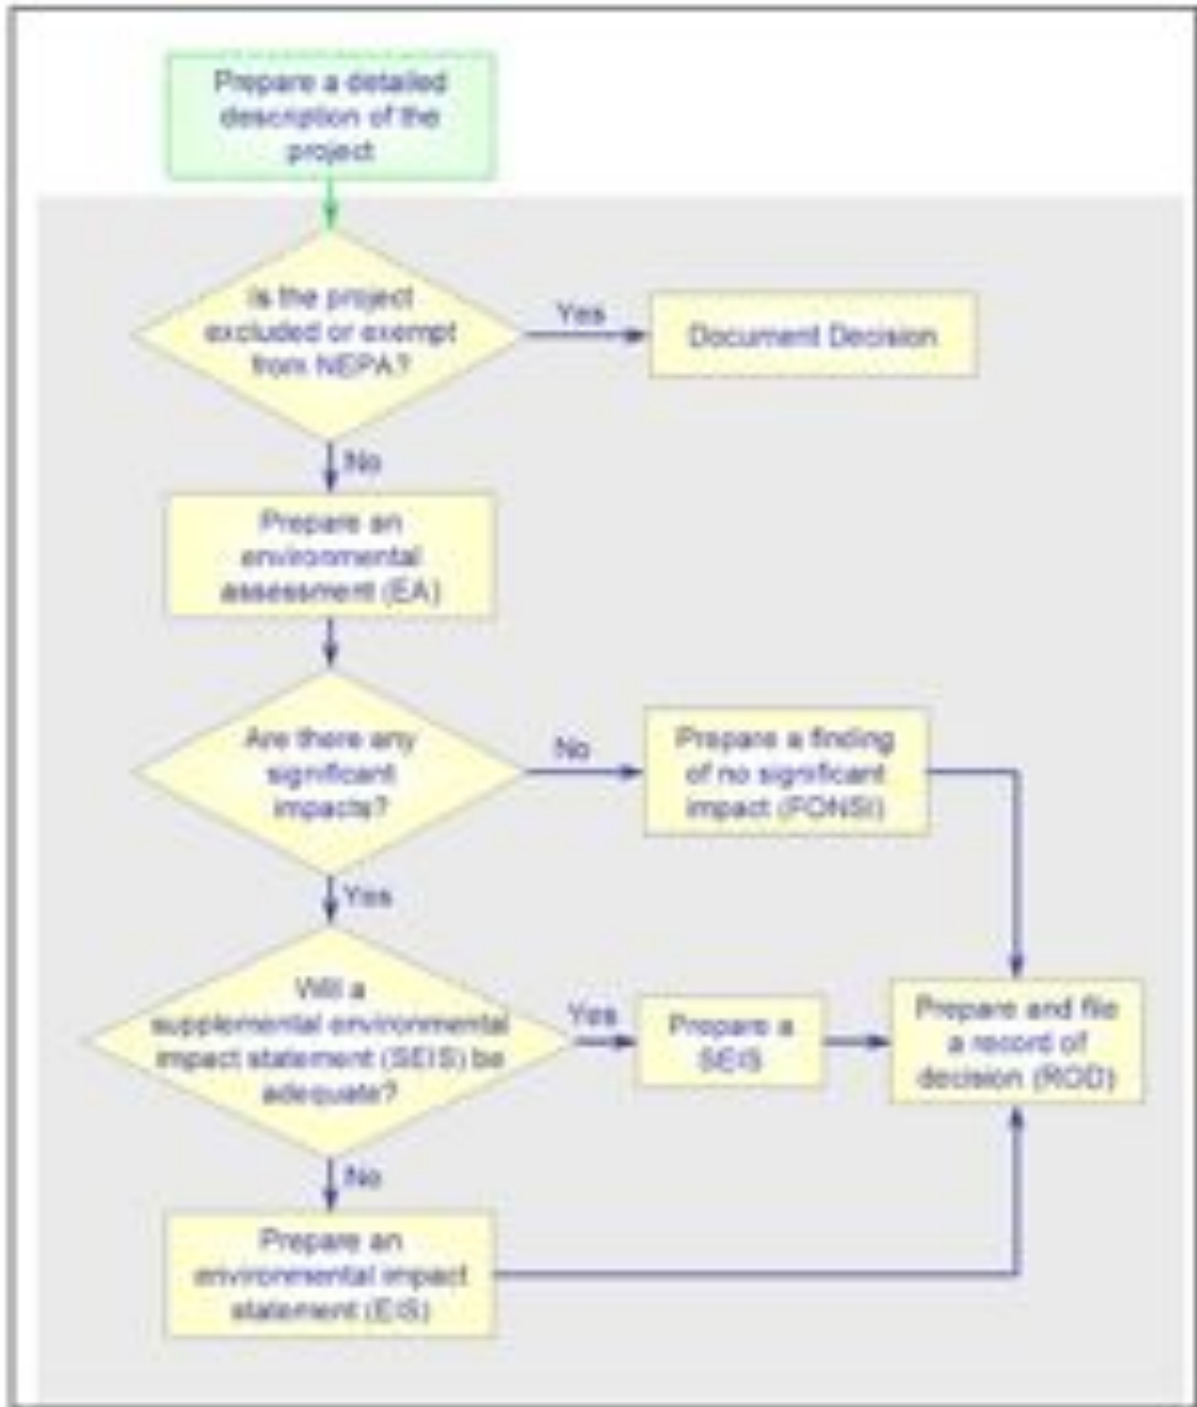 Prepare a detailed
description of the
project
Is the project
excluded or exempt
from NEPA?
Yes
Document Decision
No
Prepare an
environmental
assessment (EA)
Are there any
significant
impacts?
No
Prepare a finding
of no significant
impact (FONSI)
Yes
Will a
supplemental environmental
impact statement (SEIS) be
adequate?
Yes
Prepare a
SEIS
Prepare and file
a record of
decision (ROD)
No
Prepare an
environmental impact
statement (EIS)